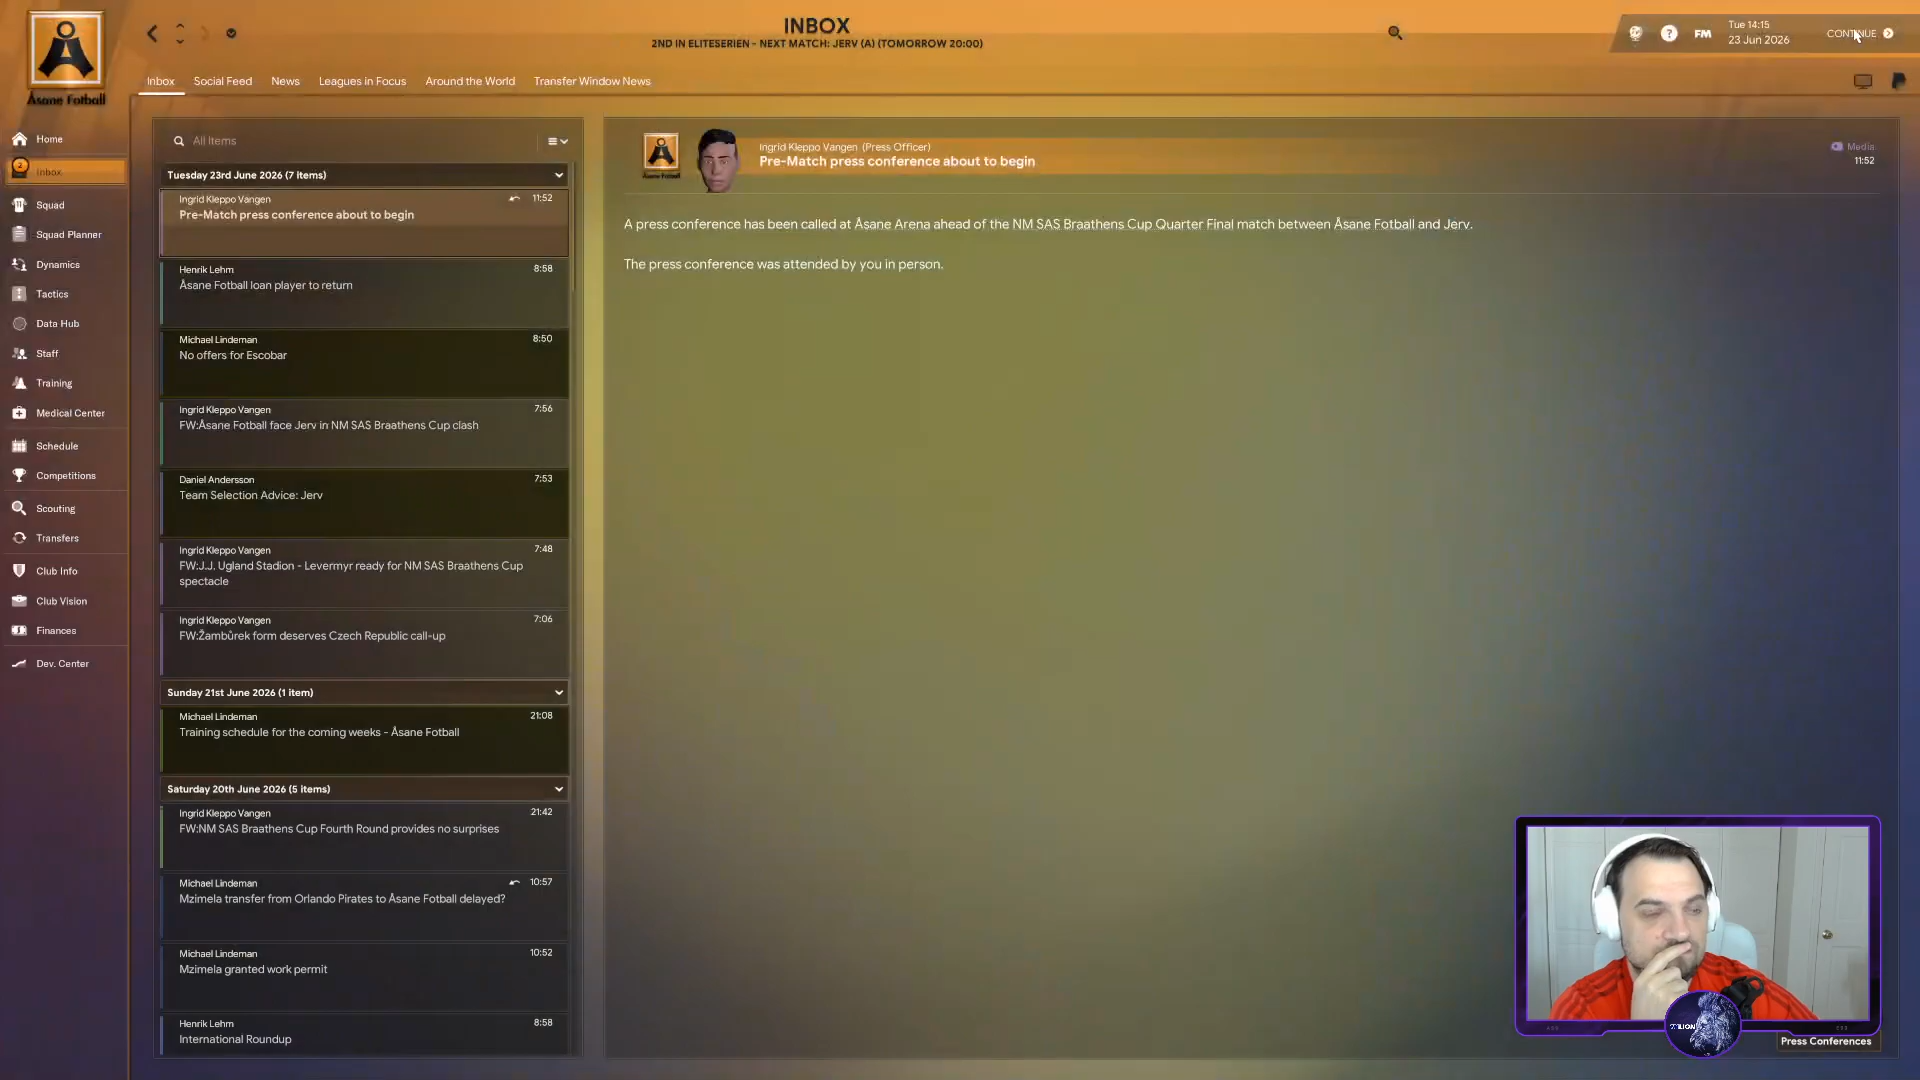 INBOX
2ND IN ELITESERIEN - NEXT MATCH: JERV (A) (TOMORROW 20:00)
FM
Tue 14:15
23 Jun 2026
CONTINUE
Åsane Fotball
Inbox
Social Feed
News
Leagues in Focus
Around the World
Transfer Window News
Home
Inbox
Squad
Squad Planner
Dynamics
Tactics
Data Hub
Staff
Training
Medical Center
Schedule
Competitions
Scouting
Transfers
Club Info
Club Vision
Finances
Dev. Center
All Items
Tuesday 23rd June 2026 (7 items)
Ingrid Kleppo Vangen 11:52
Pre-Match press conference about to begin
Henrik Lehm 8:58
Åsane Fotball loan player to return
Michael Lindeman 8:50
No offers for Escobar
Ingrid Kleppo Vangen 7:56
FW:Åsane Fotball face Jerv in NM SAS Braathens Cup clash
Daniel Andersson 7:53
Team Selection Advice: Jerv
Ingrid Kleppo Vangen 7:48
FW:J.J. Ugland Stadion - Levermyr ready for NM SAS Braathens Cup
spectacle
Ingrid Kleppo Vangen 7:06
FW:Žambůrek form deserves Czech Republic call-up
Sunday 21st June 2026 (1 item)
Michael Lindeman 21:08
Training schedule for the coming weeks - Åsane Fotball
Saturday 20th June 2026 (5 items)
Ingrid Kleppo Vangen 21:42
FW:NM SAS Braathens Cup Fourth Round provides no surprises
Michael Lindeman 10:57
Mzimela transfer from Orlando Pirates to Åsane Fotball delayed?
Michael Lindeman 10:52
Mzimela granted work permit
Henrik Lehm 8:58
International Roundup
Ingrid Kleppo Vangen (Press Officer)
Pre-Match press conference about to begin
Media
11:52
A press conference has been called at Åsane Arena ahead of the NM SAS Braathens Cup Quarter Final match between Åsane Fotball and Jerv.
The press conference was attended by you in person.
Press Conferences